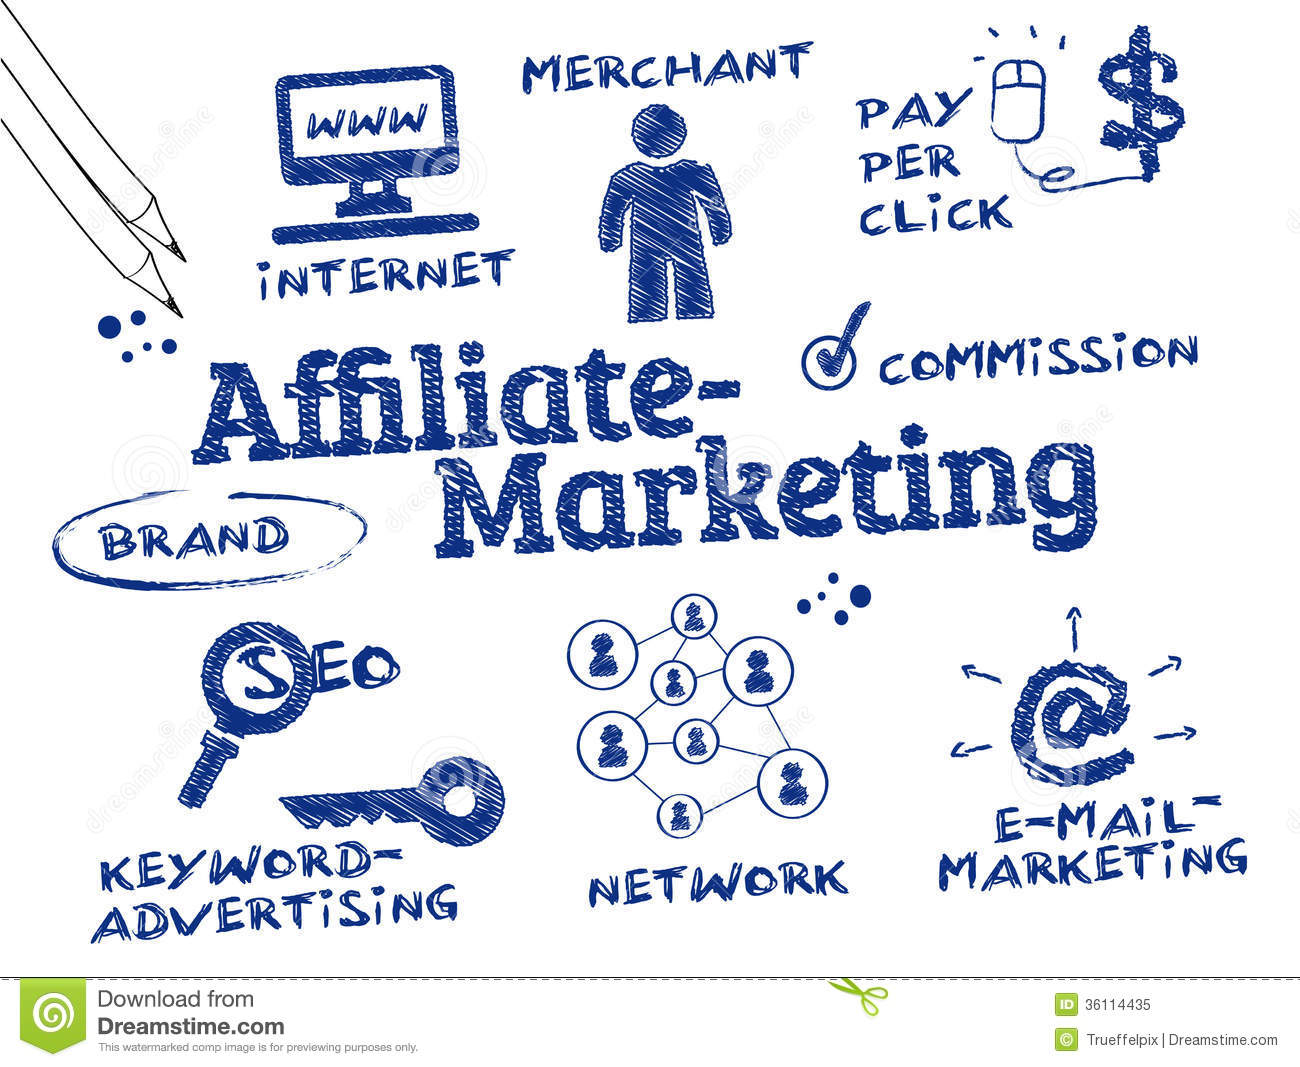 MERCHANT
WWW
PAY
PER
CLiCK
iNTERNET
COMMiSSiON
Affiliate-
Marketing
BRAND
SEO
@
E-MAiL-
MARKETiNG
KEYWORD-
ADVERTiSiNG
NETWORK
Download from
Dreamstime.com
This watermarked comp image is for previewing purposes only.
ID 36114435
© Trueffelpix | Dreamstime.com
dreamstime